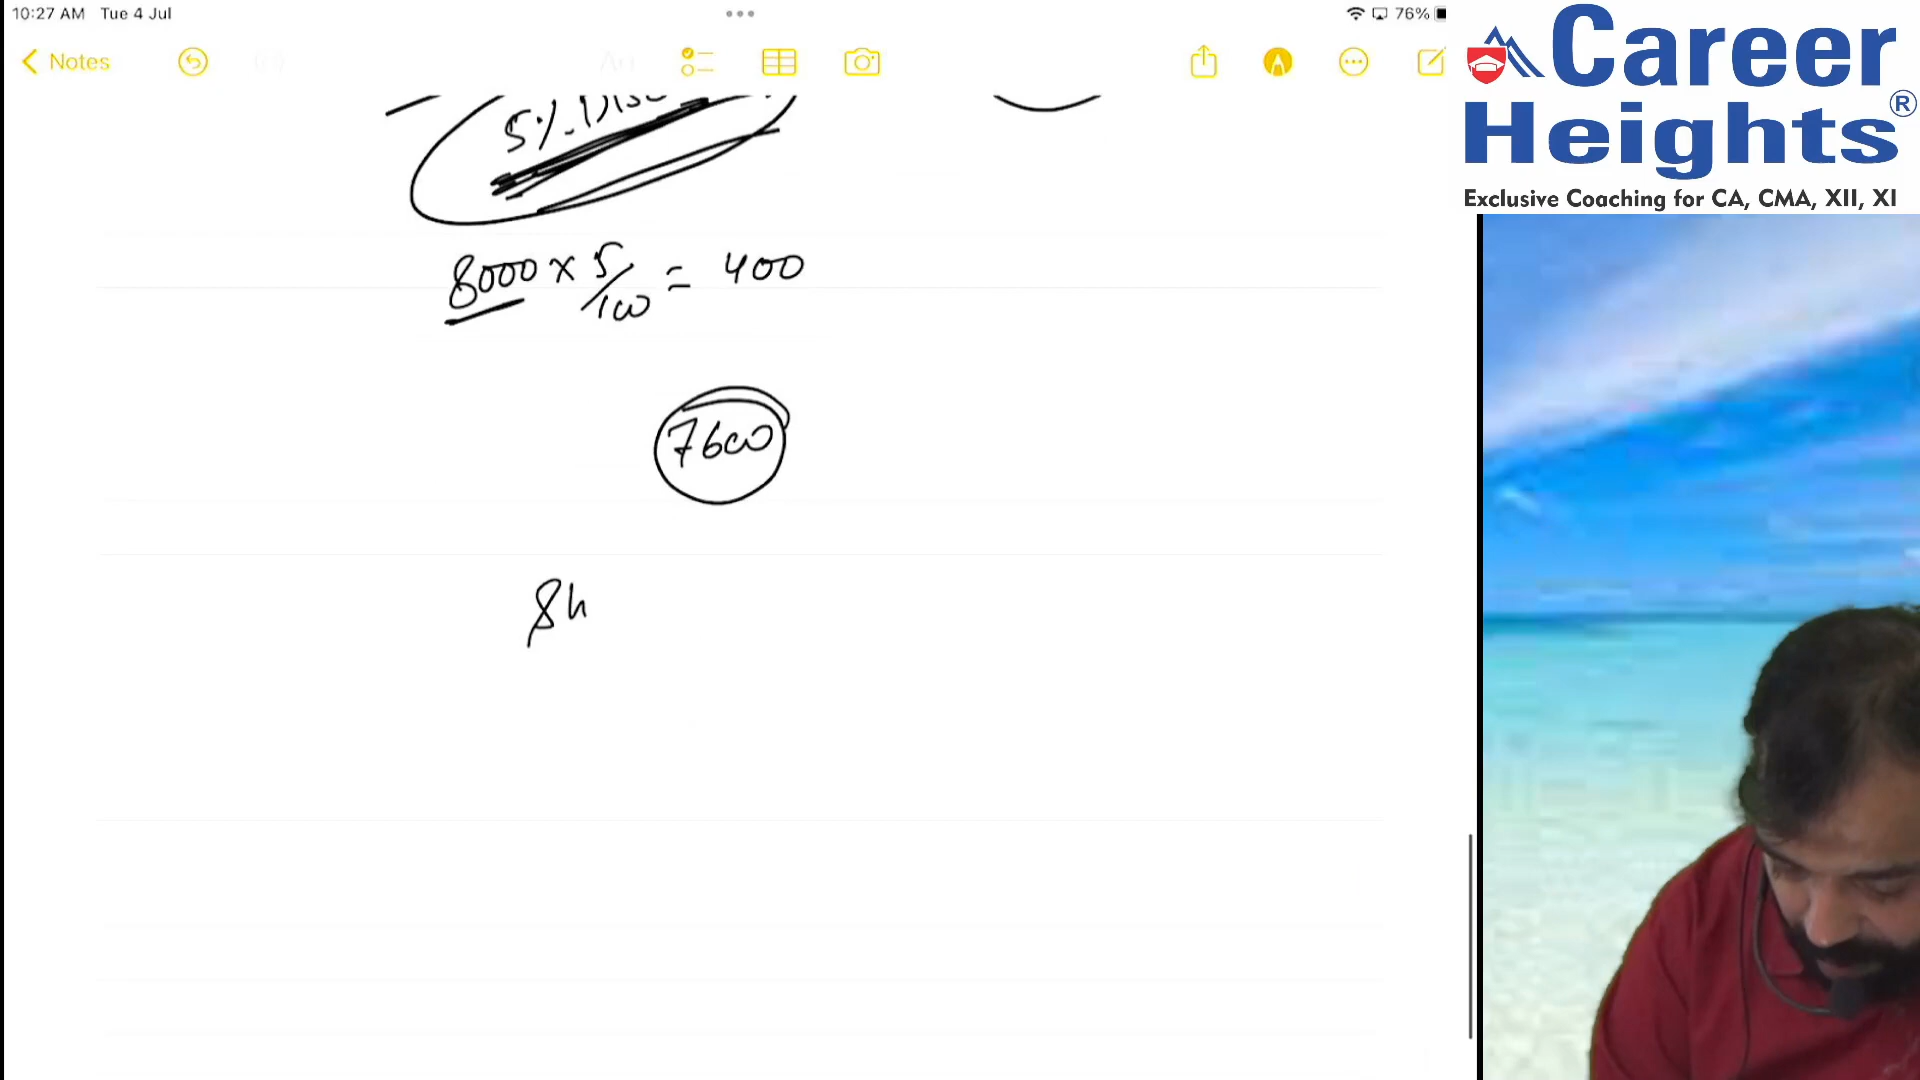 10:27 AM Tue 4 Jul
76%
Notes
Career
Heights®
Exclusive Coaching for CA, CMA, XII, XI
5%. Disc
8000 x 5/100 = 400
7600